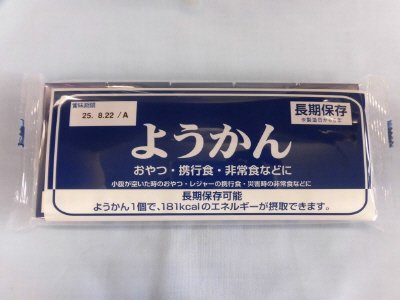 賞味期限
25. 8.22 /A
長期保存
ようかん
おやつ・携行食・非常食などに
小腹が空いた時のおやつ・レジャーの携行食・災害時の非常食などに
長期保存可能
ようかん1個で、181kcalのエネルギーが摂取できます。